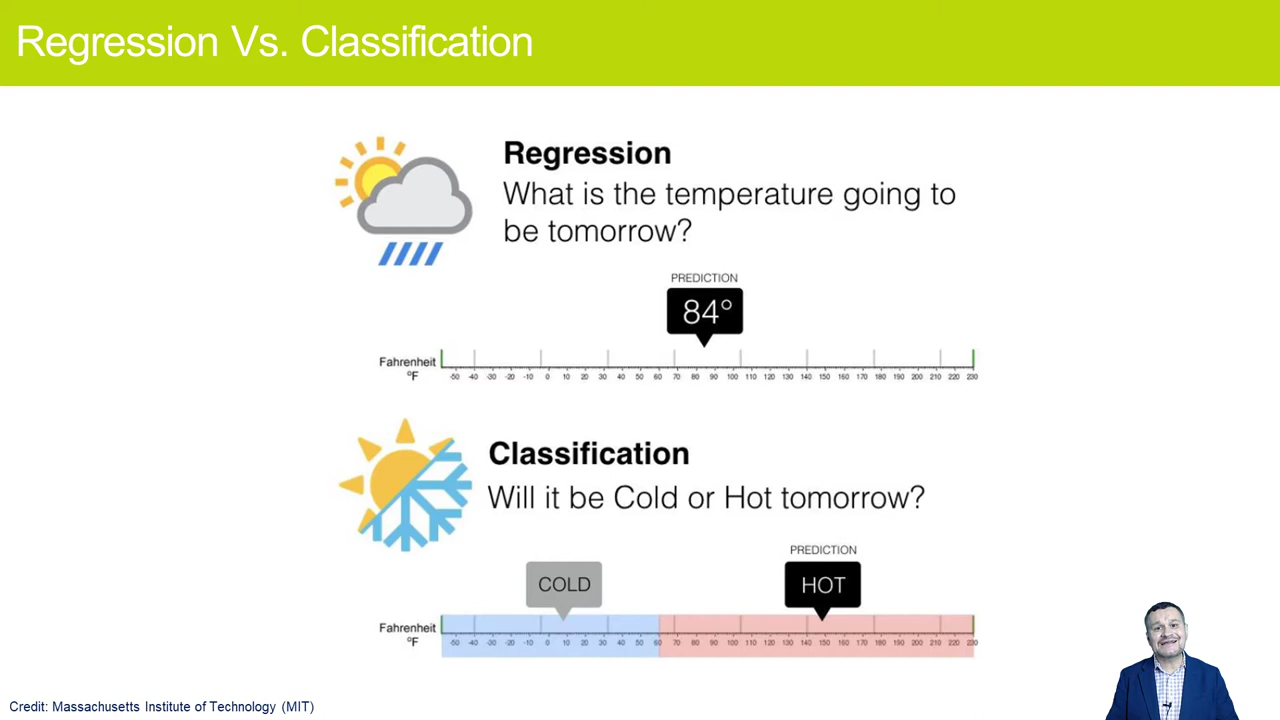 Regression Vs. Classification
Regression
What is the temperature going to
be tomorrow?
PREDICTION
84°
Fahrenheit
°F
-50 -40 -30 -20 -10 0 10 20 30 40 50 60 70 80 90 100 110 120 130 140 150 160 170 180 190 200 210 220 230
Classification
Will it be Cold or Hot tomorrow?
PREDICTION
COLD
HOT
Fahrenheit
°F
-50 -40 -30 -20 -10 0 10 20 30 40 50 60 70 80 90 100 110 120 130 140 150 160 170 180 190 200 210 220 230
Credit: Massachusetts Institute of Technology (MIT)